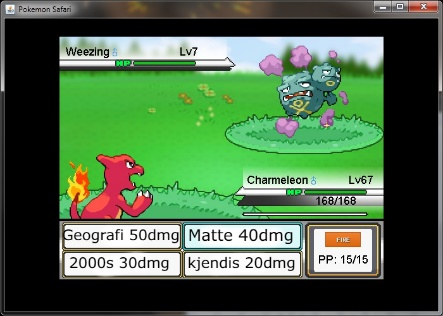 Pokemon Safari
Weezing♂ Lv7
HP
Charmeleon♂ Lv67
HP
168/168
Geografi 50dmg Matte 40dmg
2000s 30dmg kjendis 20dmg
FIRE
PP: 15/15